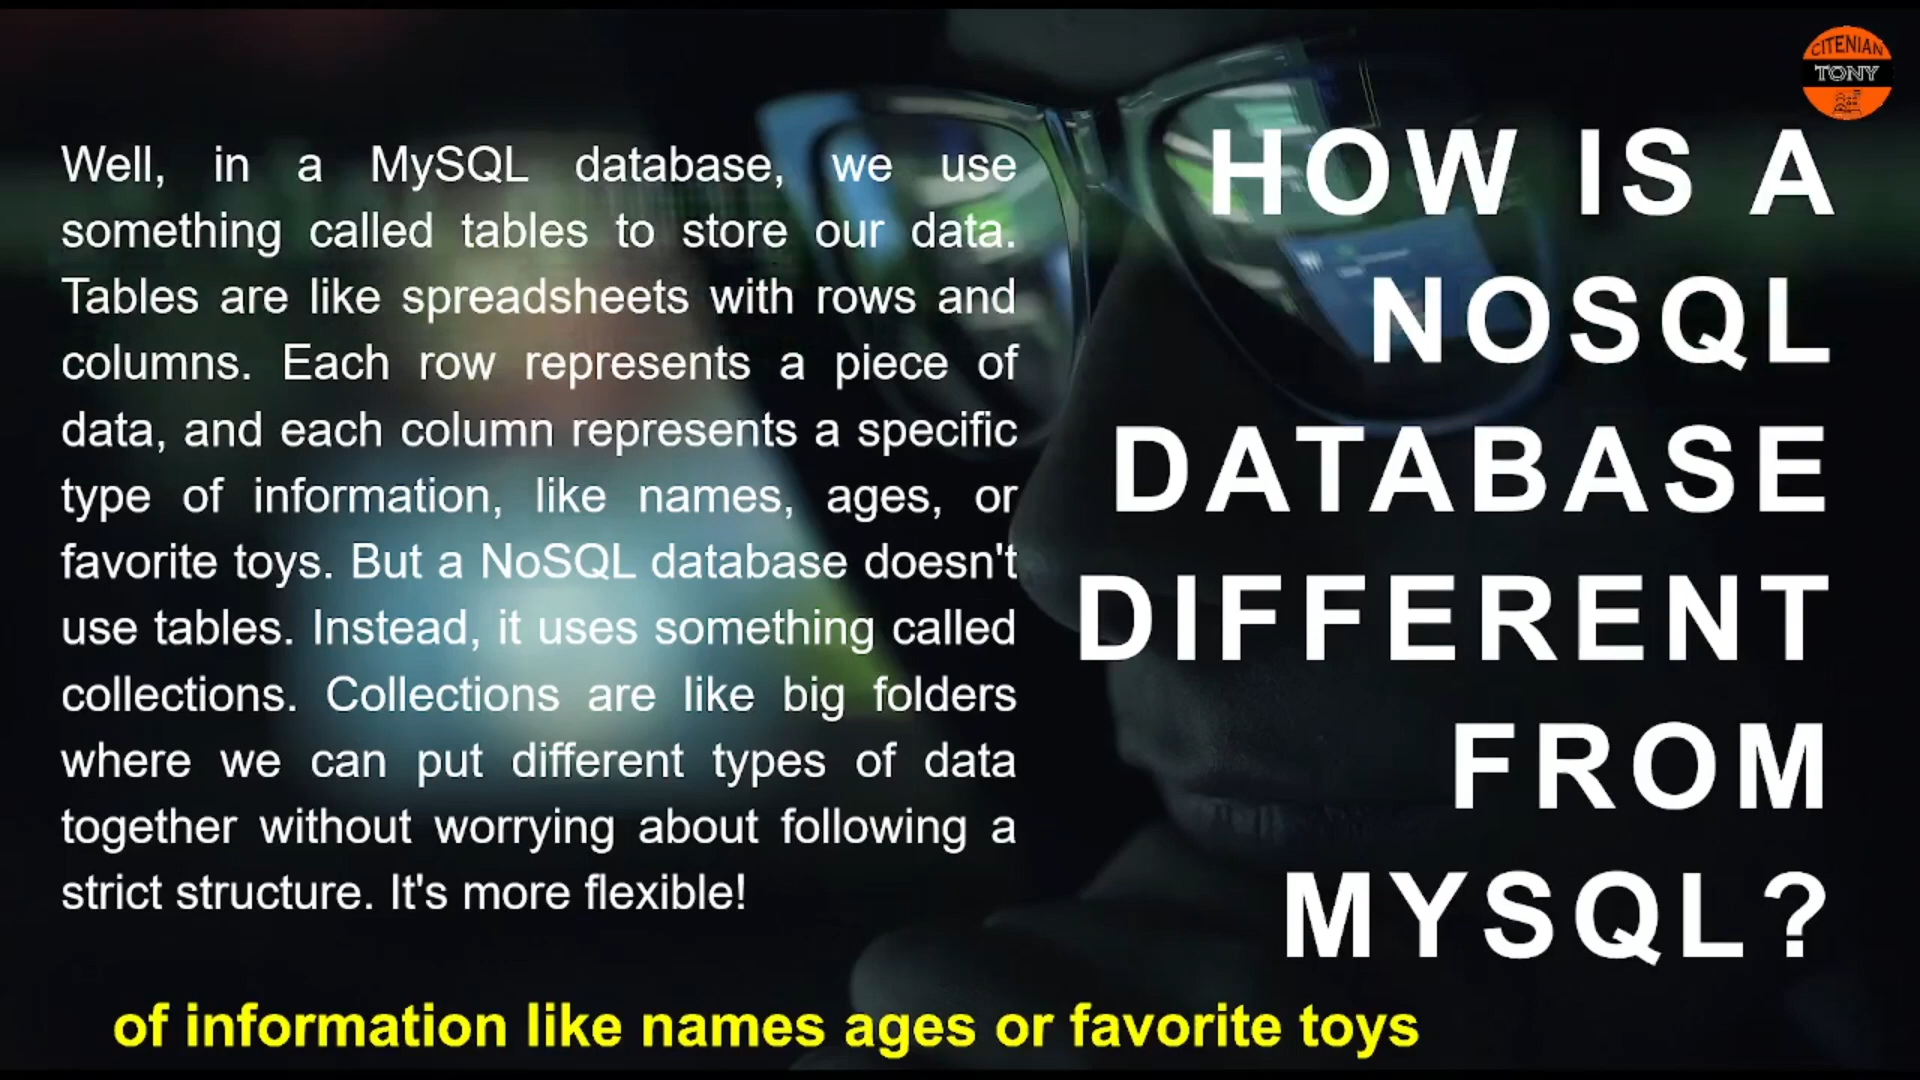 CITENIAN
TONY
Well, in a MySQL database, we use
something called tables to store our data.
Tables are like spreadsheets with rows and
columns. Each row represents a piece of
data, and each column represents a specific
type of information, like names, ages, or
favorite toys. But a NoSQL database doesn't
use tables. Instead, it uses something called
collections. Collections are like big folders
where we can put different types of data
together without worrying about following a
strict structure. It's more flexible!
HOW IS A
NOSQL
DATABASE
DIFFERENT
FROM
MYSQL?
of information like names ages or favorite toys